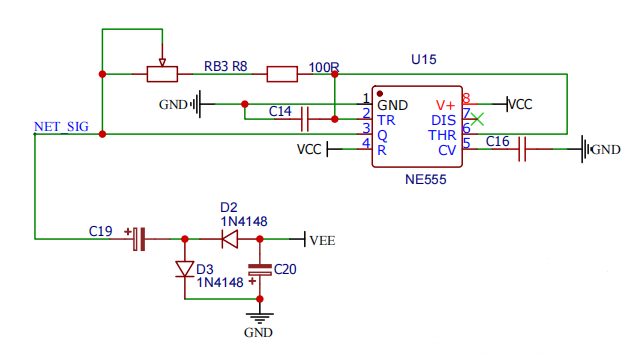 U15
RB3 R8 100R
1 GND V+ 8 VCC
GND
C14 2 TR DIS 7
NET_SIG 3 Q THR 6
VCC 4 R CV 5 C16 GND
NE555
D2
1N4148
C19 + VEE
D3
1N4148
C20
+
GND